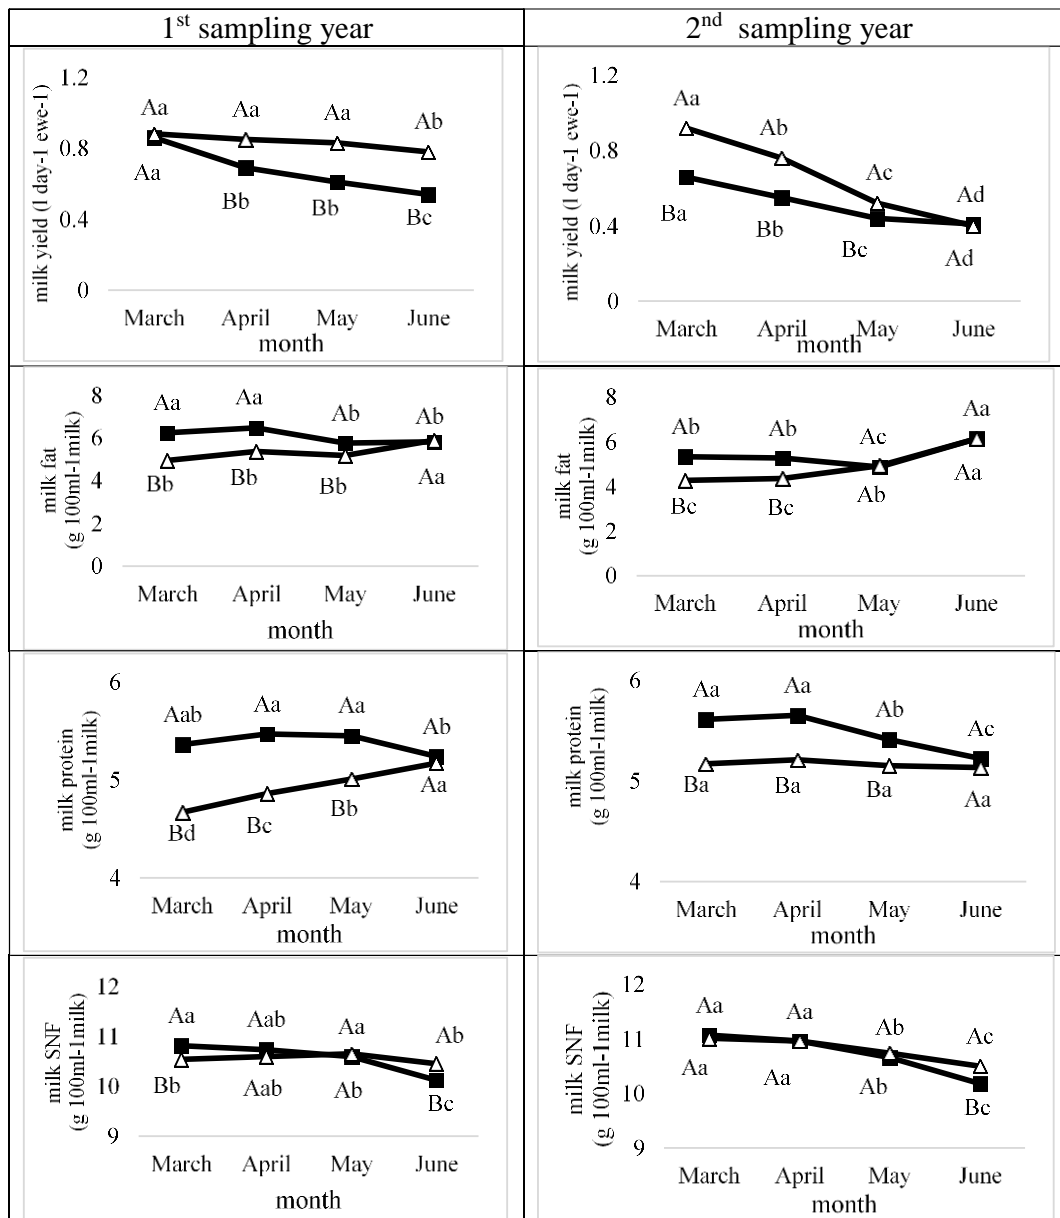 1st sampling year
2nd sampling year
milk yield (l day-1 ewe-1)
1.2
0.8
0.4
0
Aa Aa Aa Ab
Aa Bb Bb Bc
March April May June
month
milk yield (l day-1 ewe-1)
1.2
0.8
0.4
0
Aa Ab Ac Ad
Ba Bb Bc Ad
March April May June
month
milk fat
(g 100ml-1milk)
8
6
4
2
0
Aa Aa Ab Ab
Bb Bb Bb Aa
March April May June
month
milk fat
(g 100ml-1milk)
8
6
4
2
0
Ab Ab Ac Aa
Bc Bc Ab Aa
March April May June
month
milk protein
(g 100ml-1milk)
6
5
4
Aab Aa Aa Ab
Bd Bc Bb Aa
March April May June
month
milk protein
(g 100ml-1milk)
6
5
4
Aa Aa Ab Ac
Ba Ba Ba Aa
March April May June
month
milk SNF
(g 100ml-1milk)
12
11
10
9
Aa Aab Aa Ab
Bb Aab Ab Bc
March April May June
month
milk SNF
(g 100ml-1milk)
12
11
10
9
Aa Aa Ab Ac
Aa Aa Ab Bc
March April May June
month